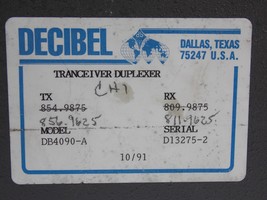 DECIBEL
DALLAS, TEXAS
75247 U.S.A.
TRANCEIVER DUPLEXER
CH1
TX RX
854.9875 809.9875
856.9625 811.9625
MODEL SERIAL
DB4090-A D13275-2
10/91